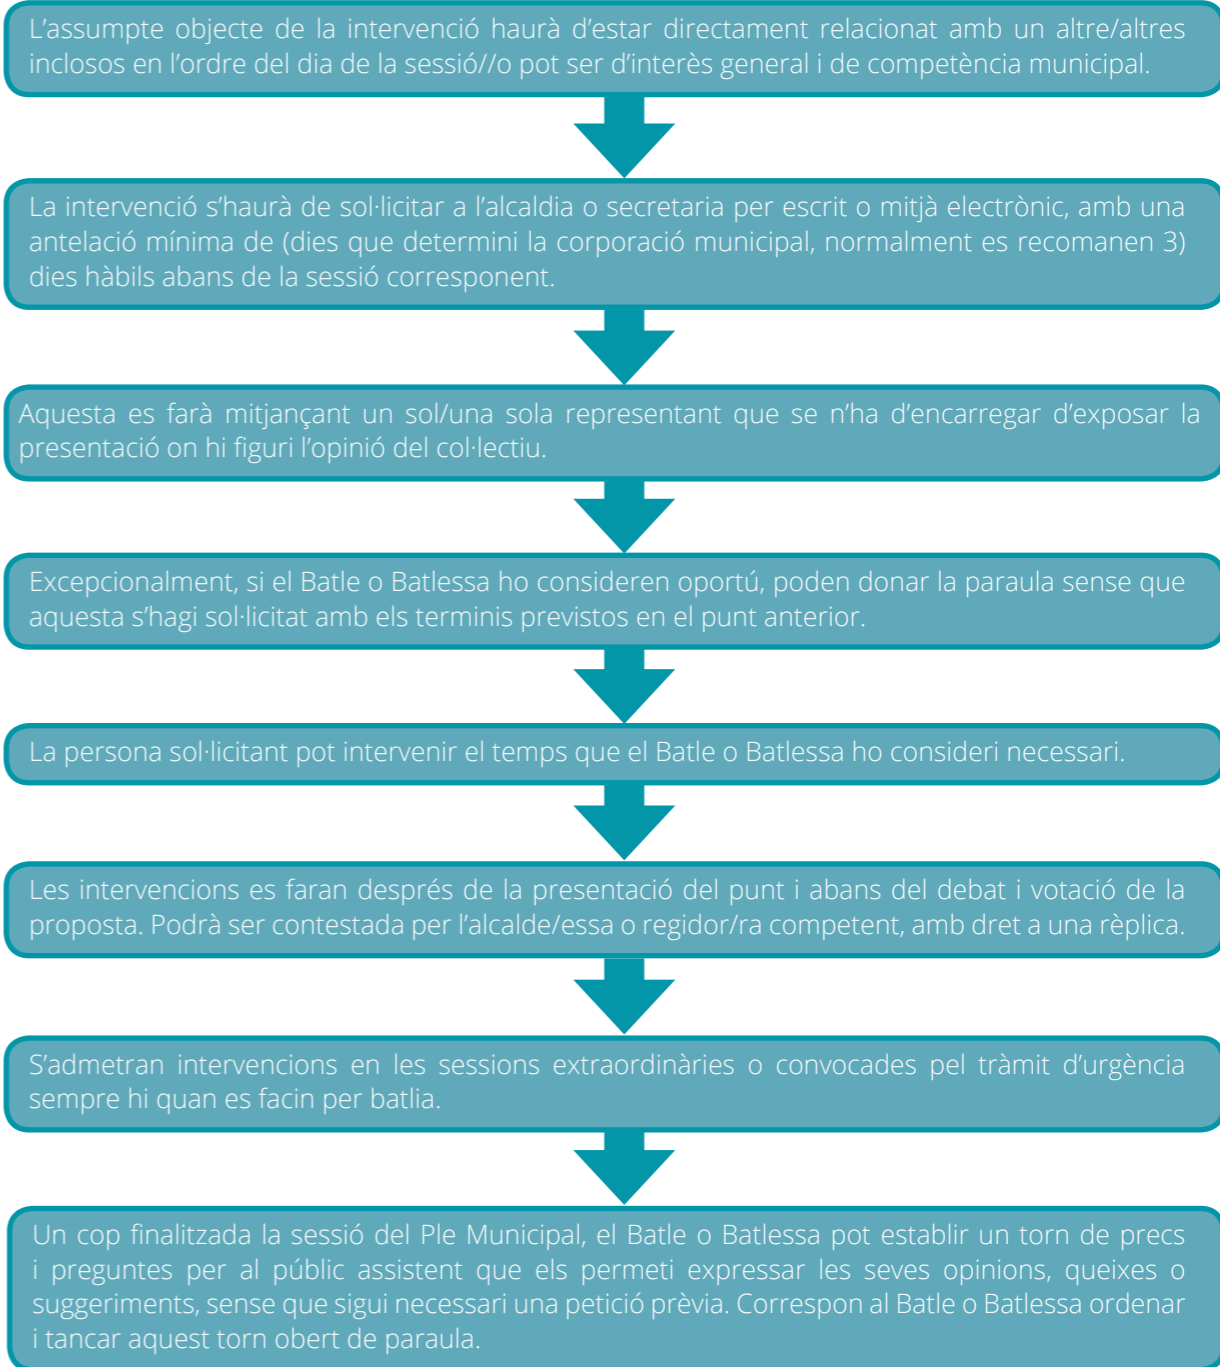 L’assumpte objecte de la intervenció haurà d’estar directament relacionat amb un altre/altres
inclosos en l’ordre del dia de la sessió//o pot ser d’interès general i de competència municipal.
La intervenció s’haurà de sol·licitar a l’alcaldia o secretaria per escrit o mitjà electrònic, amb una
antelació mínima de (dies que determini la corporació municipal, normalment es recomanen 3)
dies hàbils abans de la sessió corresponent.
Aquesta es farà mitjançant un sol/una sola representant que se n’ha d’encarregar d’exposar la
presentació on hi figuri l’opinió del col·lectiu.
Excepcionalment, si el Batle o Batlessa ho consideren oportú, poden donar la paraula sense que
aquesta s’hagi sol·licitat amb els terminis previstos en el punt anterior.
La persona sol·licitant pot intervenir el temps que el Batle o Batlessa ho consideri necessari.
Les intervencions es faran després de la presentació del punt i abans del debat i votació de la
proposta. Podrà ser contestada per l’alcalde/essa o regidor/ra competent, amb dret a una rèplica.
S’admetran intervencions en les sessions extraordinàries o convocades pel tràmit d’urgència
sempre hi quan es facin per batlia.
Un cop finalitzada la sessió del Ple Municipal, el Batle o Batlessa pot establir un torn de precs
i preguntes per al públic assistent que els permeti expressar les seves opinions, queixes o
suggeriments, sense que sigui necessari una petició prèvia. Correspon al Batle o Batlessa ordenar
i tancar aquest torn obert de paraula.